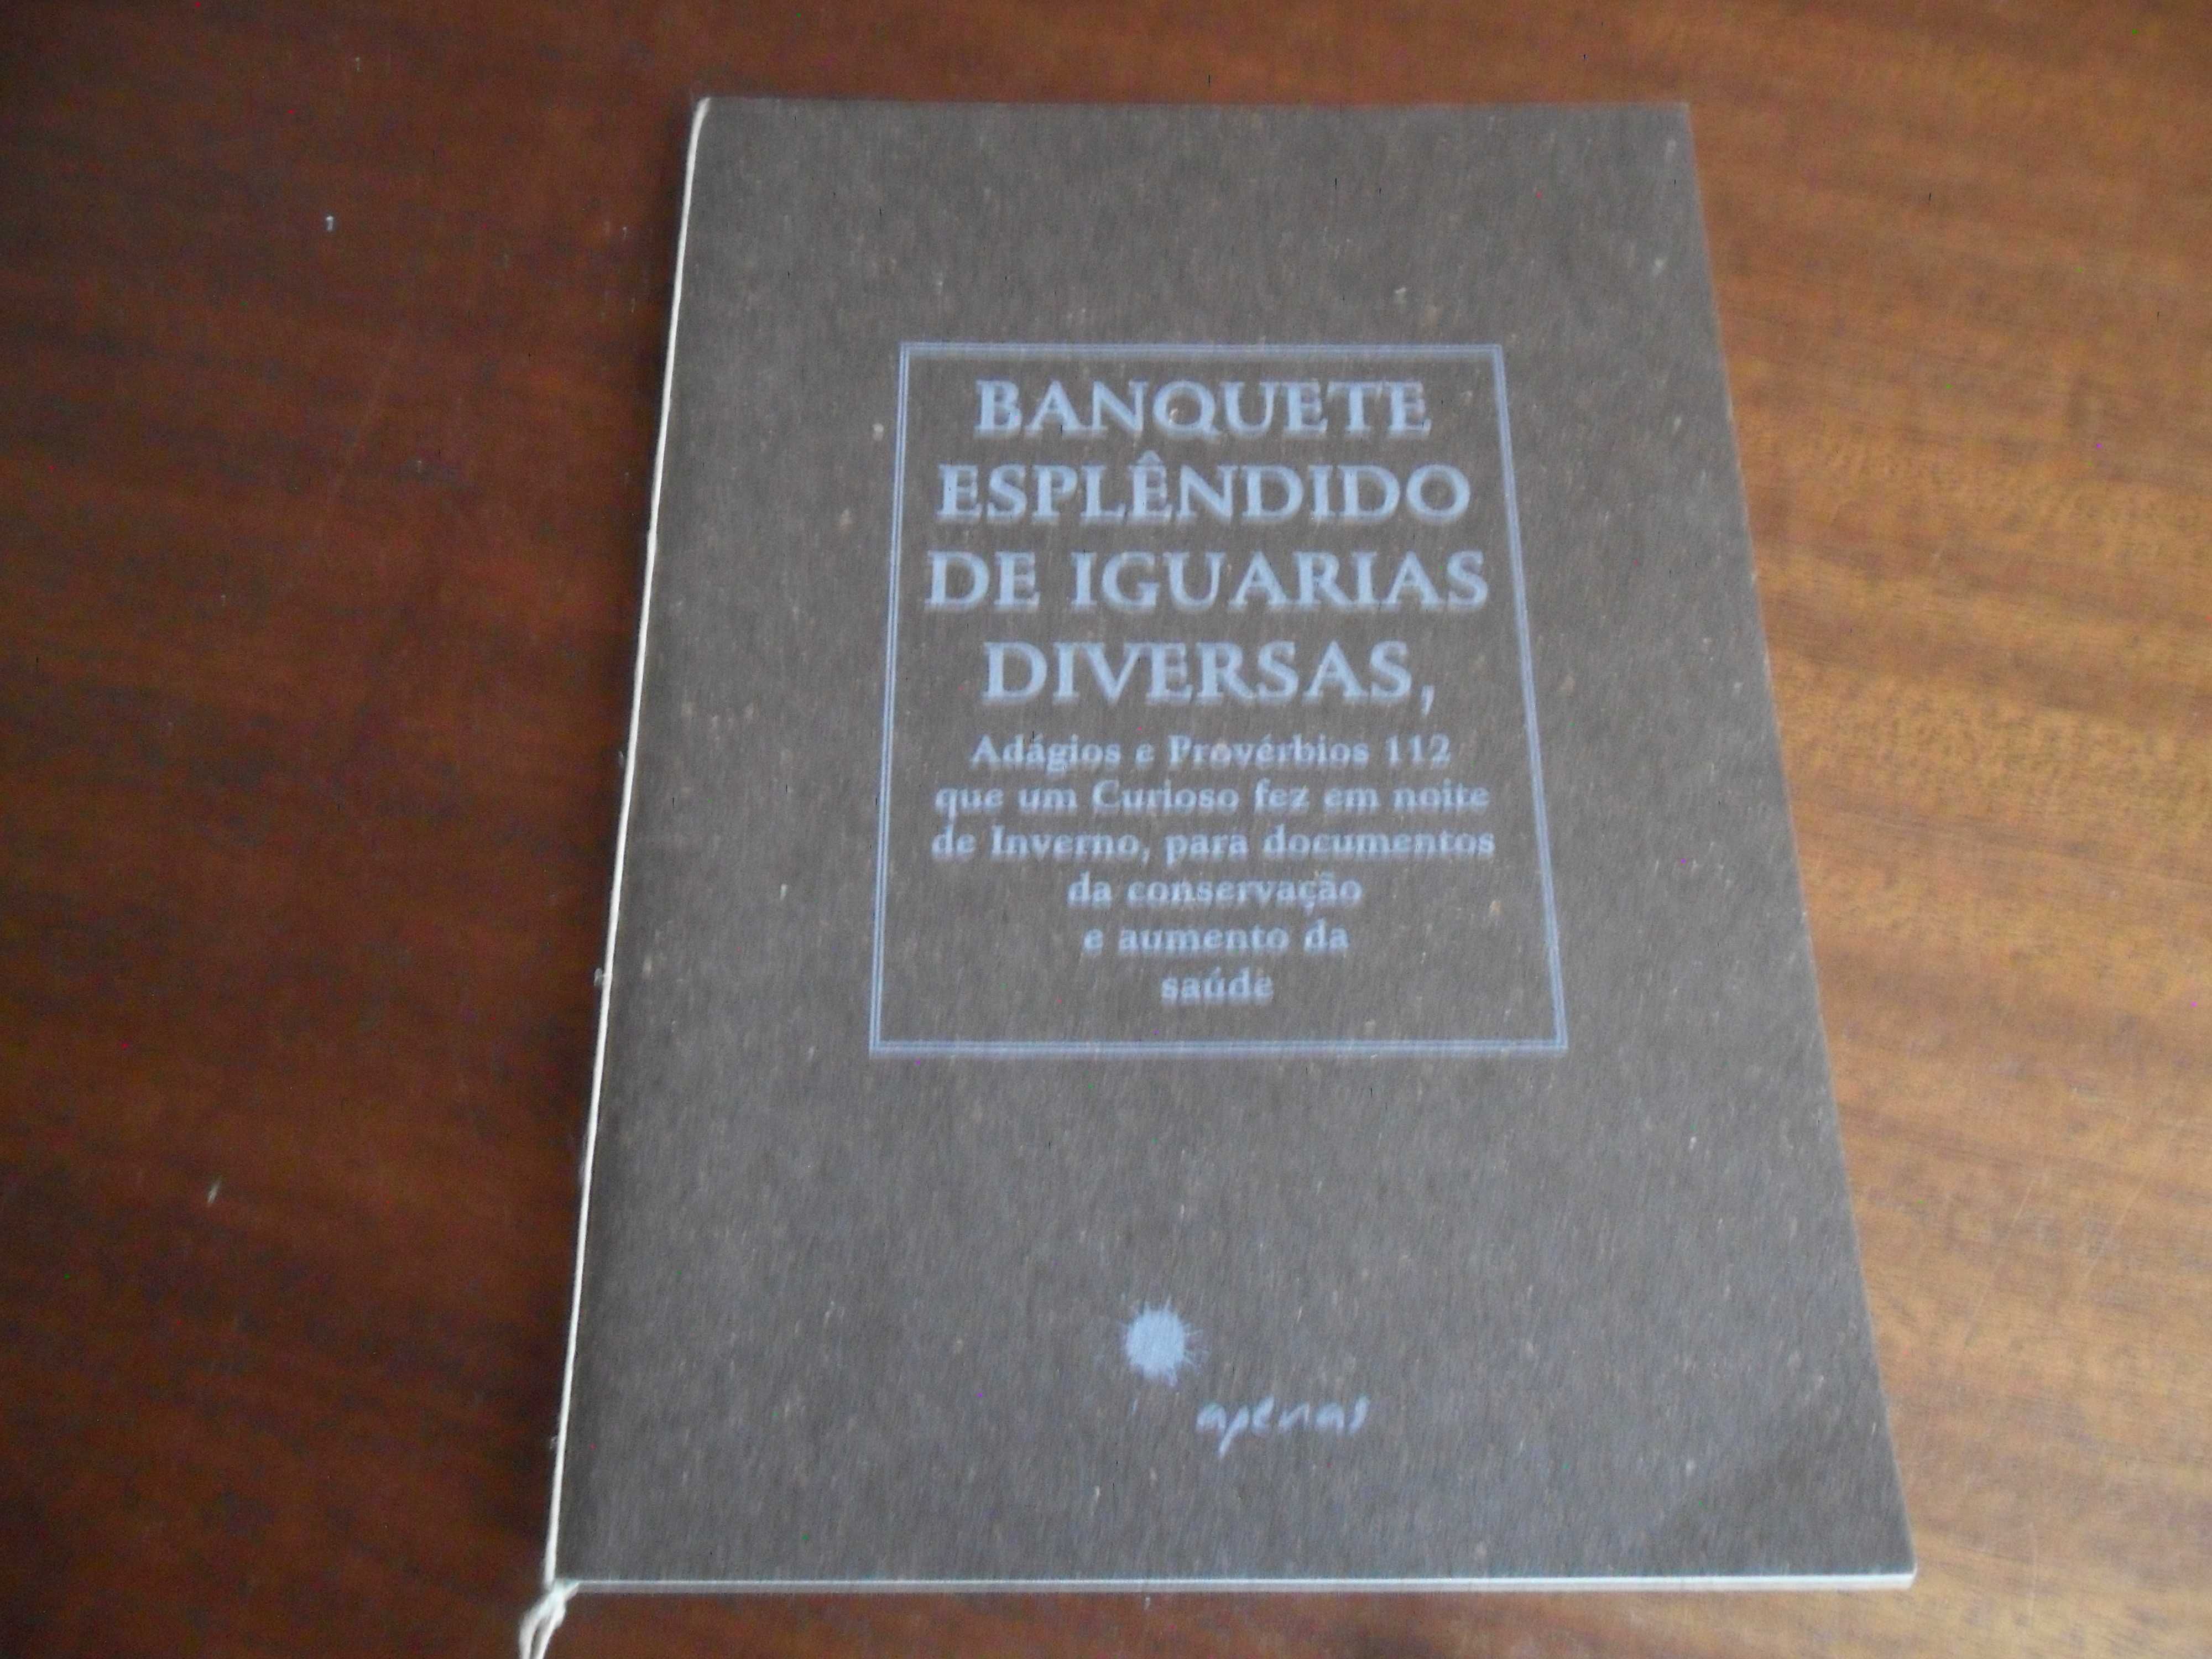 BANQUETE
ESPLÊNDIDO
DE IGUARIAS
DIVERSAS,
Adágios e Provérbios 112
que um Curioso fez em noite
de Inverno, para documentos
da conservação
e aumento da
saúde
apenas